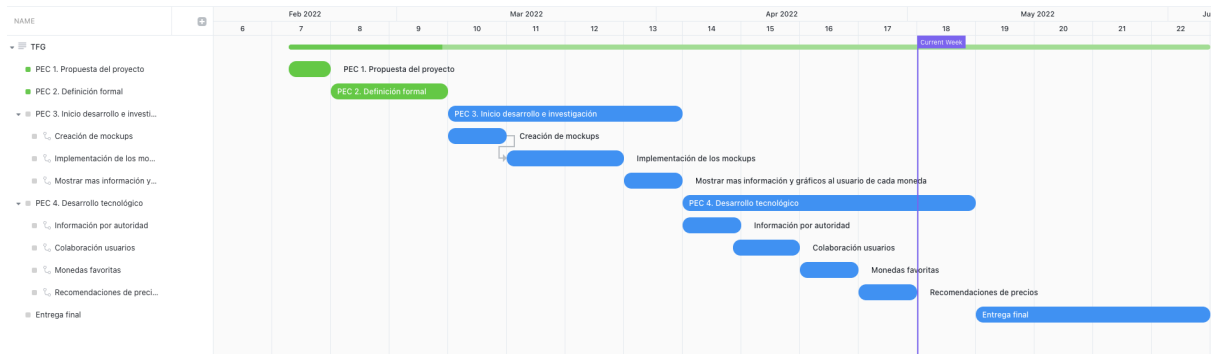 NAME
Feb 2022 Mar 2022 Apr 2022 May 2022 Ju
6 7 8 9 10 11 12 13 14 15 16 17 18 19 20 21 22
Current Week
TFG
PEC 1. Propuesta del proyecto PEC 1. Propuesta del proyecto
PEC 2. Definición formal PEC 2. Definición formal
PEC 3. Inicio desarrollo e investi... PEC 3. Inicio desarrollo e investigación
Creación de mockups Creación de mockups
Implementación de los mo... Implementación de los mockups
Mostrar mas información y... Mostrar mas información y gráficos al usuario de cada moneda
PEC 4. Desarrollo tecnológico PEC 4. Desarrollo tecnológico
Información por autoridad Información por autoridad
Colaboración usuarios Colaboración usuarios
Monedas favoritas Monedas favoritas
Recomendaciones de preci... Recomendaciones de precios
Entrega final Entrega final